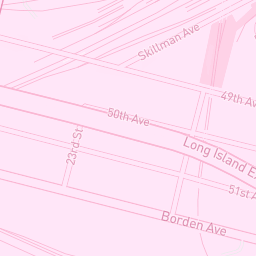 Skillman Ave
49th Av
50th Ave
Long Island E
23rd St
51st A
Borden Ave